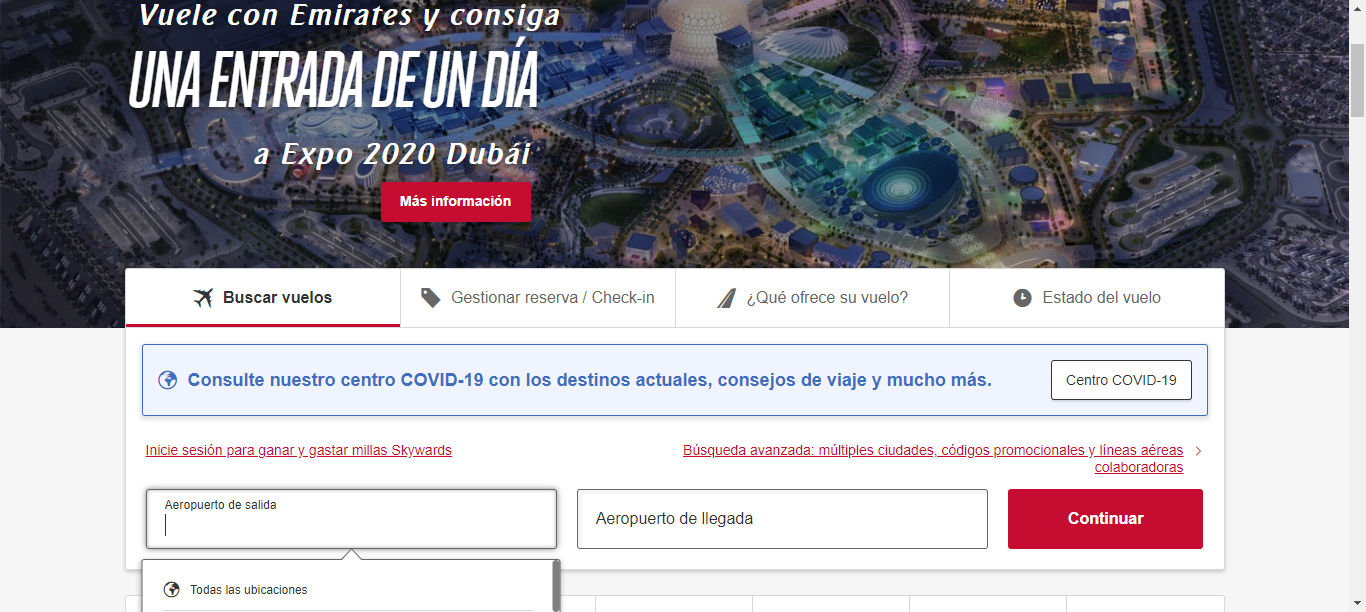 Vuele con Emirates y consiga
UNA ENTRADA DE UN DÍA
a Expo 2020 Dubái
Más información
Buscar vuelos
Gestionar reserva / Check-in
¿Qué ofrece su vuelo?
Estado del vuelo
Consulte nuestro centro COVID-19 con los destinos actuales, consejos de viaje y mucho más.
Centro COVID-19
Inicie sesión para ganar y gastar millas Skywards
Búsqueda avanzada: múltiples ciudades, códigos promocionales y líneas aéreas
colaboradoras
Aeropuerto de salida
Aeropuerto de llegada
Continuar
Todas las ubicaciones